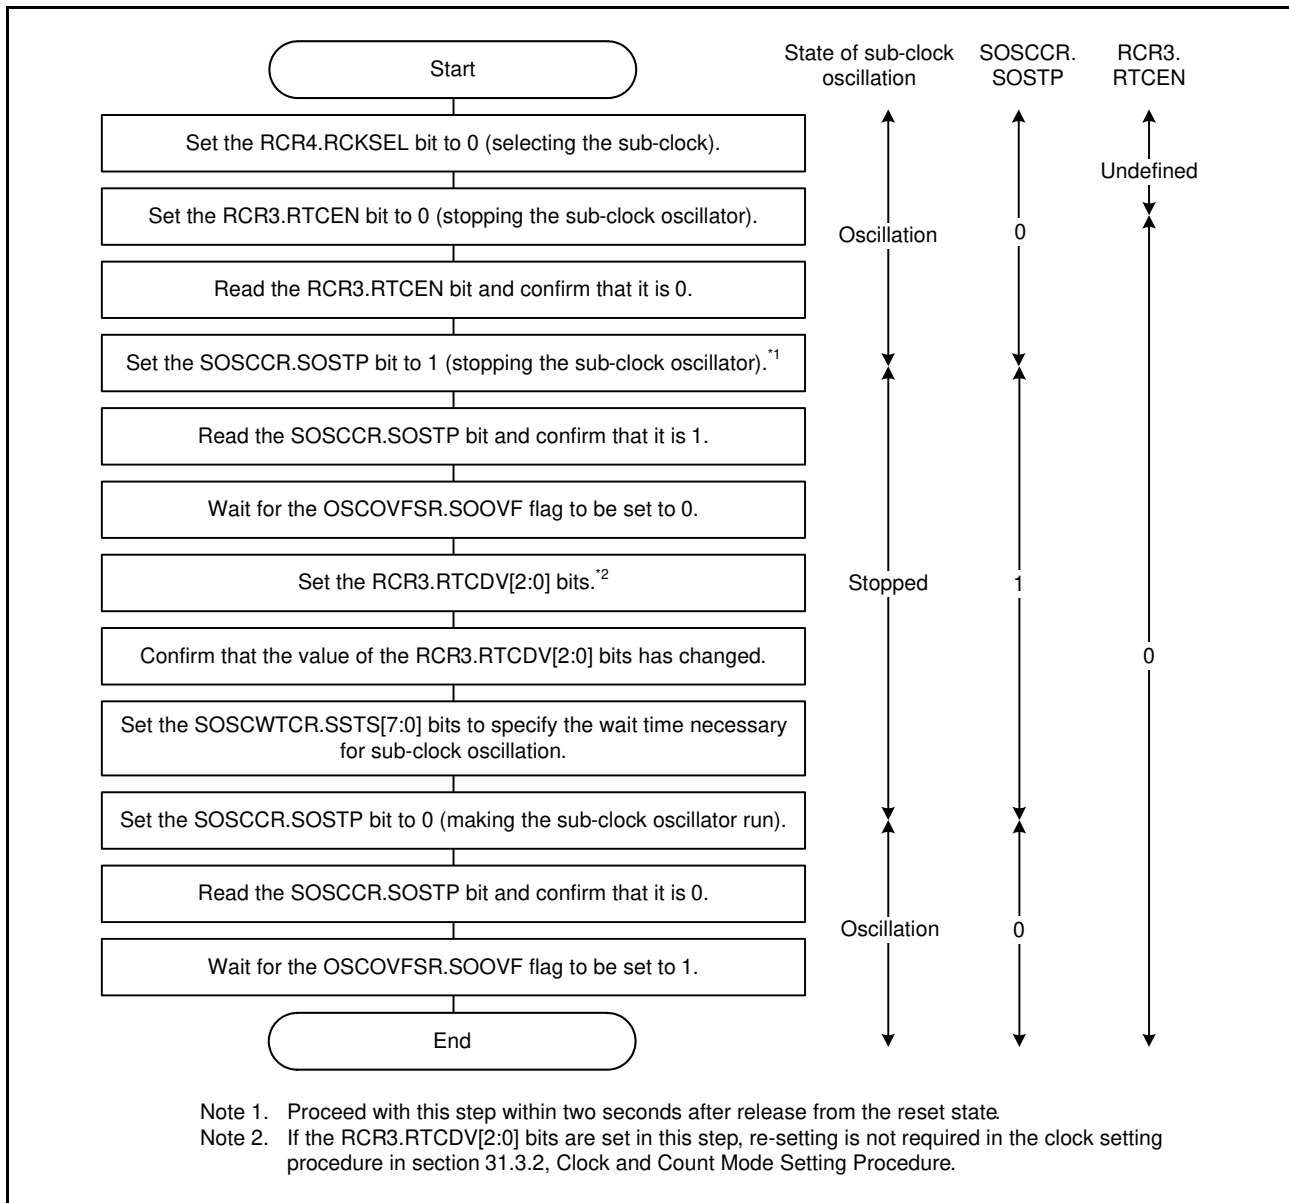 Start
State of sub-clock
oscillation
SOSCCR.
SOSTP
RCR3.
RTCEN
Set the RCR4.RCKSEL bit to 0 (selecting the sub-clock).
Undefined
Set the RCR3.RTCEN bit to 0 (stopping the sub-clock oscillator).
Oscillation
0
Read the RCR3.RTCEN bit and confirm that it is 0.
Set the SOSCCR.SOSTP bit to 1 (stopping the sub-clock oscillator).*1
Read the SOSCCR.SOSTP bit and confirm that it is 1.
Wait for the OSCOVFSR.SOOVF flag to be set to 0.
Set the RCR3.RTCDV[2:0] bits.*2
Stopped
1
Confirm that the value of the RCR3.RTCDV[2:0] bits has changed.
0
Set the SOSCWTCR.SSTS[7:0] bits to specify the wait time necessary
for sub-clock oscillation.
Set the SOSCCR.SOSTP bit to 0 (making the sub-clock oscillator run).
Read the SOSCCR.SOSTP bit and confirm that it is 0.
Oscillation
0
Wait for the OSCOVFSR.SOOVF flag to be set to 1.
End
Note 1. Proceed with this step within two seconds after release from the reset state.
Note 2. If the RCR3.RTCDV[2:0] bits are set in this step, re-setting is not required in the clock setting
procedure in section 31.3.2, Clock and Count Mode Setting Procedure.